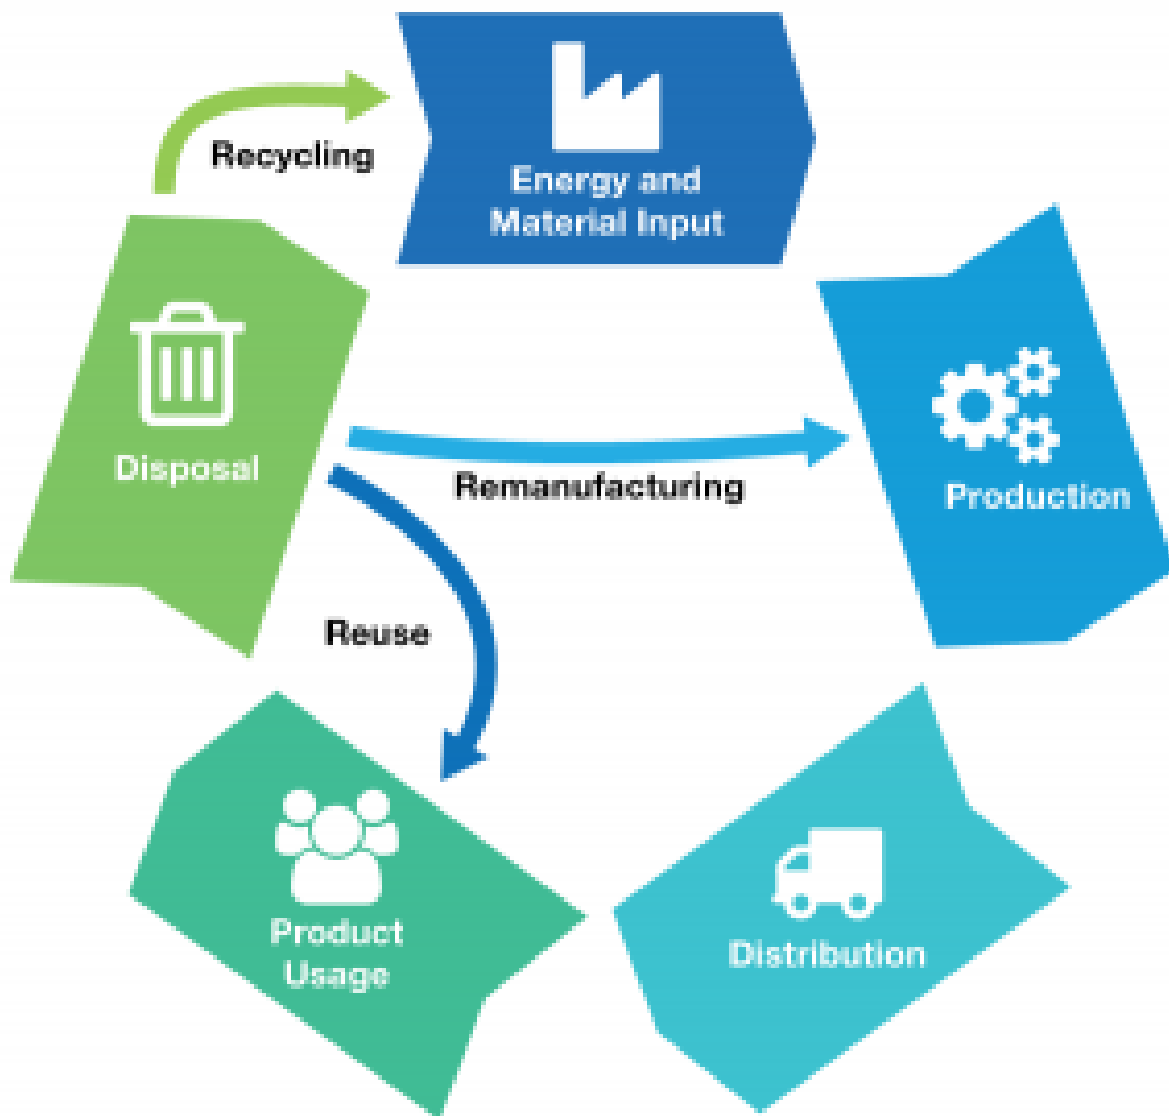 Recycling
Energy and
Material Input
Disposal
Remanufacturing
Production
Reuse
Product
Usage
Distribution